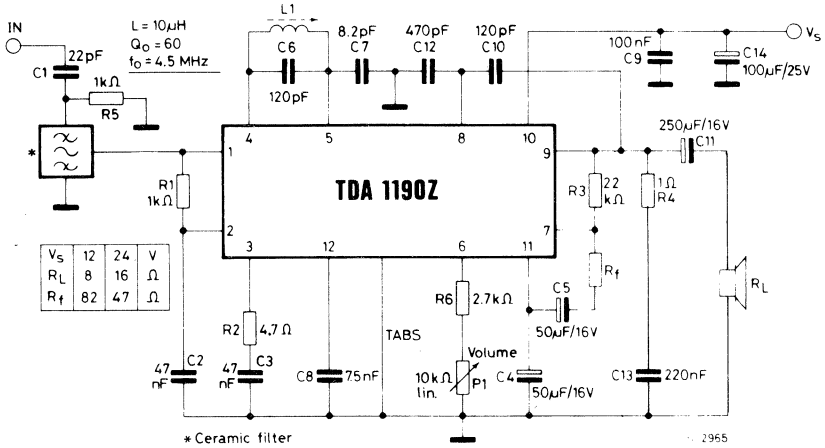 IN
L = 10µH
Qo = 60
fo = 4.5 MHz
22pF
C1
1kΩ
R5
*
L1
C6
120pF
8.2pF
C7
470pF
C12
120pF
C10
100nF
C9
C14
100µF/25V
Vs
250µF/16V
C11
4
5
8
10
1
9
TDA 1190Z
2
7
3
12
6
11
R1
1kΩ
R3
22
kΩ
1Ω
R4
Rf
RL
Vs 12 24 V
RL 8 16 Ω
Rf 82 47 Ω
R2
4.7Ω
TABS
R6
2.7kΩ
C5
50µF/16V
47
nF
C2
47
nF
C3
C8
7.5nF
Volume
10kΩ
lin.
P1
C4
50µF/16V
C13
220nF
* Ceramic filter
2965